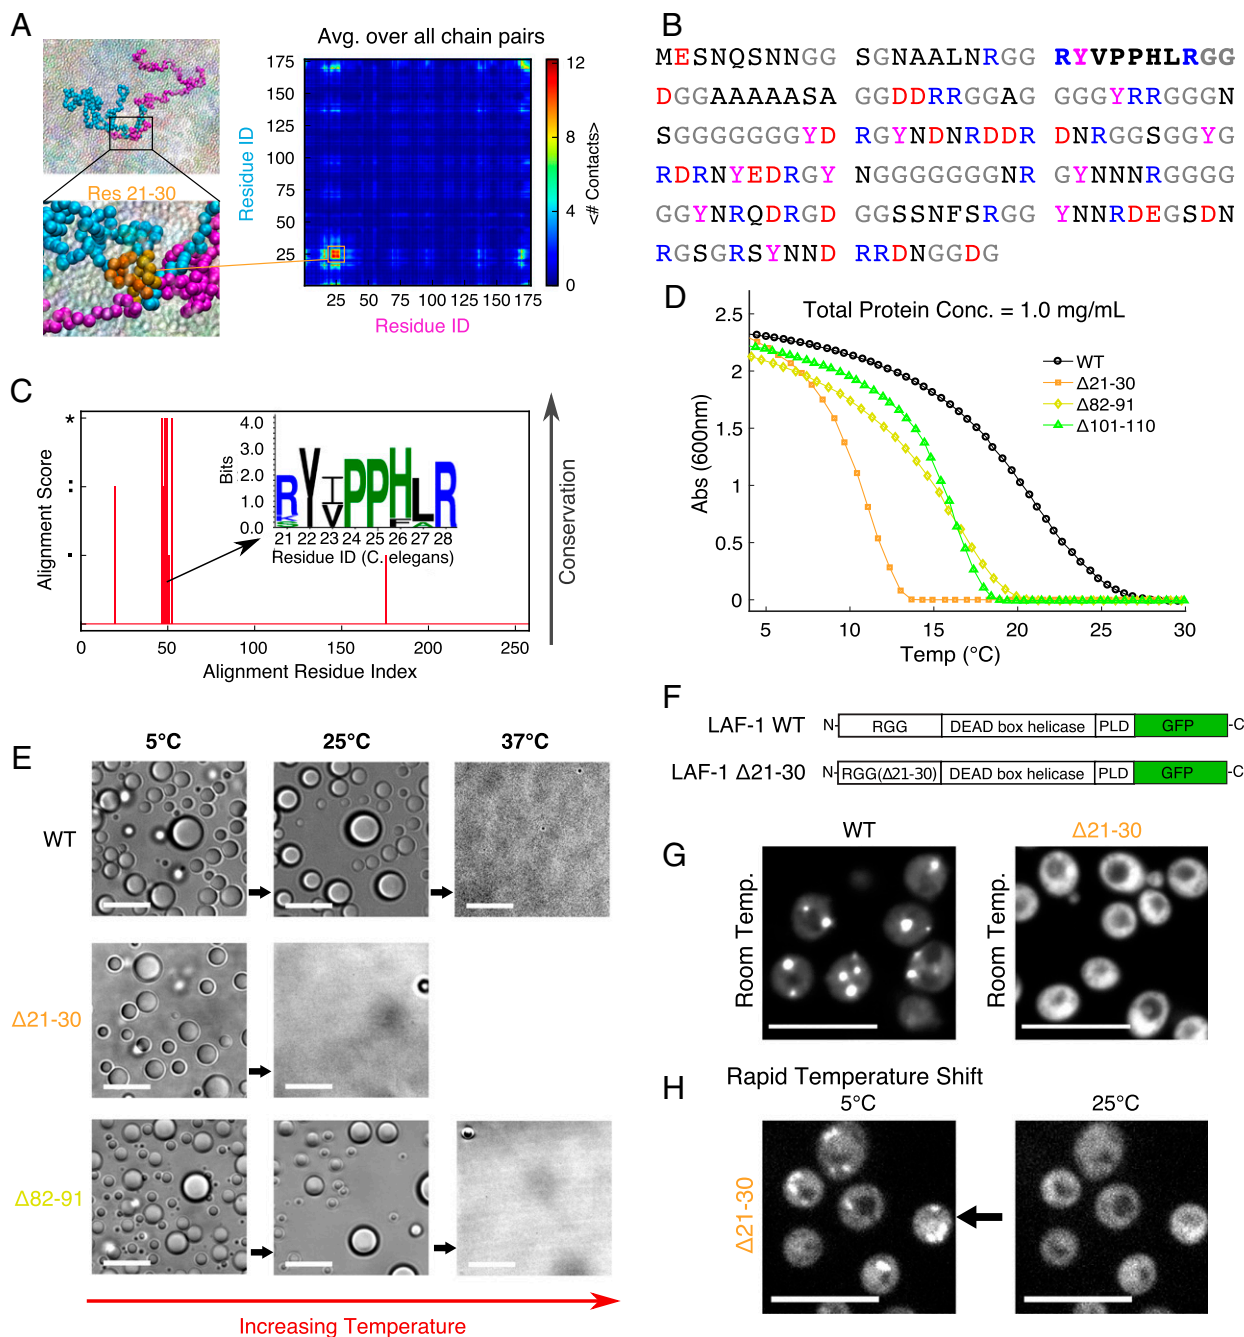 A
Avg. over all chain pairs
Res 21-30
Residue ID
175
150
125
100
75
50
25
25 50 75 100 125 150 175
Residue ID
12
8
4
0
<# Contacts>
B
MESNQSNNGG SGNAALNRGG RYVPPHLRGG
DGGAAAAASA GGDDRRGGAG GGGYRRGGGN
SGGGGGGGYD RGYNDNRDDR DNRGGSGGYG
RDRNYEDRGY NGGGGGGGNR GYNNNRGGGG
GGYNRQDRGD GGSSNFSRGG YNNRDEGSDN
RGSGRSYNND RRDNGGDG
C
Alignment Score
*
:
.
0 50 100 150 200 250
Alignment Residue Index
Conservation
Bits
4.0
3.0
2.0
1.0
0.0
RYIPPHLR
V F
21 22 23 24 25 26 27 28
Residue ID (C. elegans)
D
Total Protein Conc. = 1.0 mg/mL
WT
Δ21-30
Δ82-91
Δ101-110
Abs (600nm)
2.5
2
1.5
1
0.5
0
5 10 15 20 25 30
Temp (°C)
E
5°C 25°C 37°C
WT
Δ21-30
Δ82-91
Increasing Temperature
F
LAF-1 WT N- RGG DEAD box helicase PLD GFP -C
LAF-1 Δ21-30 N- RGG(Δ21-30) DEAD box helicase PLD GFP -C
G
WT Δ21-30
Room Temp.
Room Temp.
H
Rapid Temperature Shift
5°C 25°C
Δ21-30